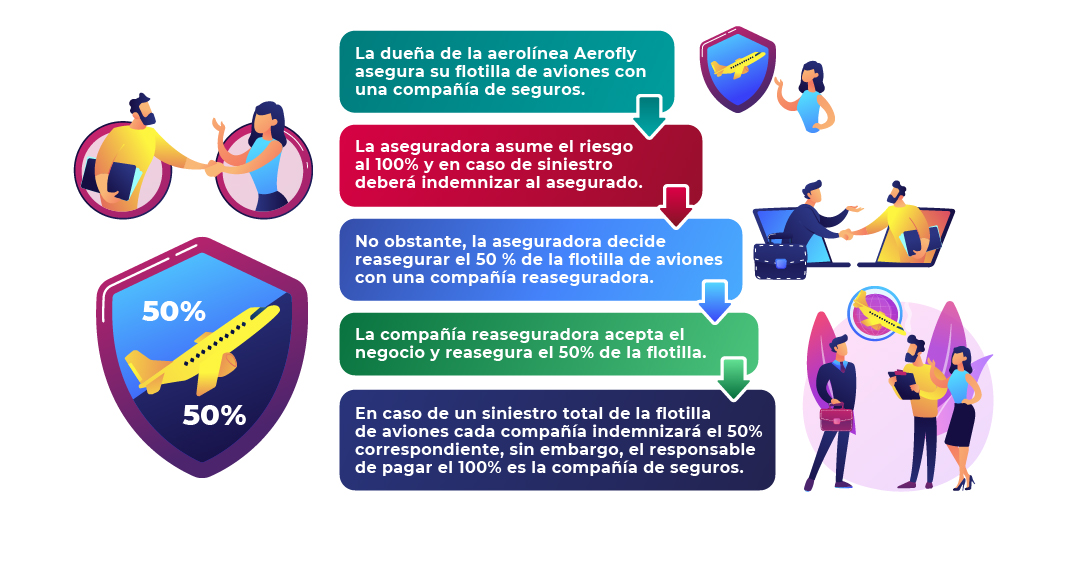 La dueña de la aerolínea Aerofly
asegura su flotilla de aviones con
una compañía de seguros.
La aseguradora asume el riesgo
al 100% y en caso de siniestro
deberá indemnizar al asegurado.
No obstante, la aseguradora decide
reasegurar el 50 % de la flotilla de aviones
con una compañía reaseguradora.
La compañía reaseguradora acepta el
negocio y reasegura el 50% de la flotilla.
En caso de un siniestro total de la flotilla
de aviones cada compañía indemnizará el 50%
correspondiente, sin embargo, el responsable
de pagar el 100% es la compañía de seguros.
50%
50%